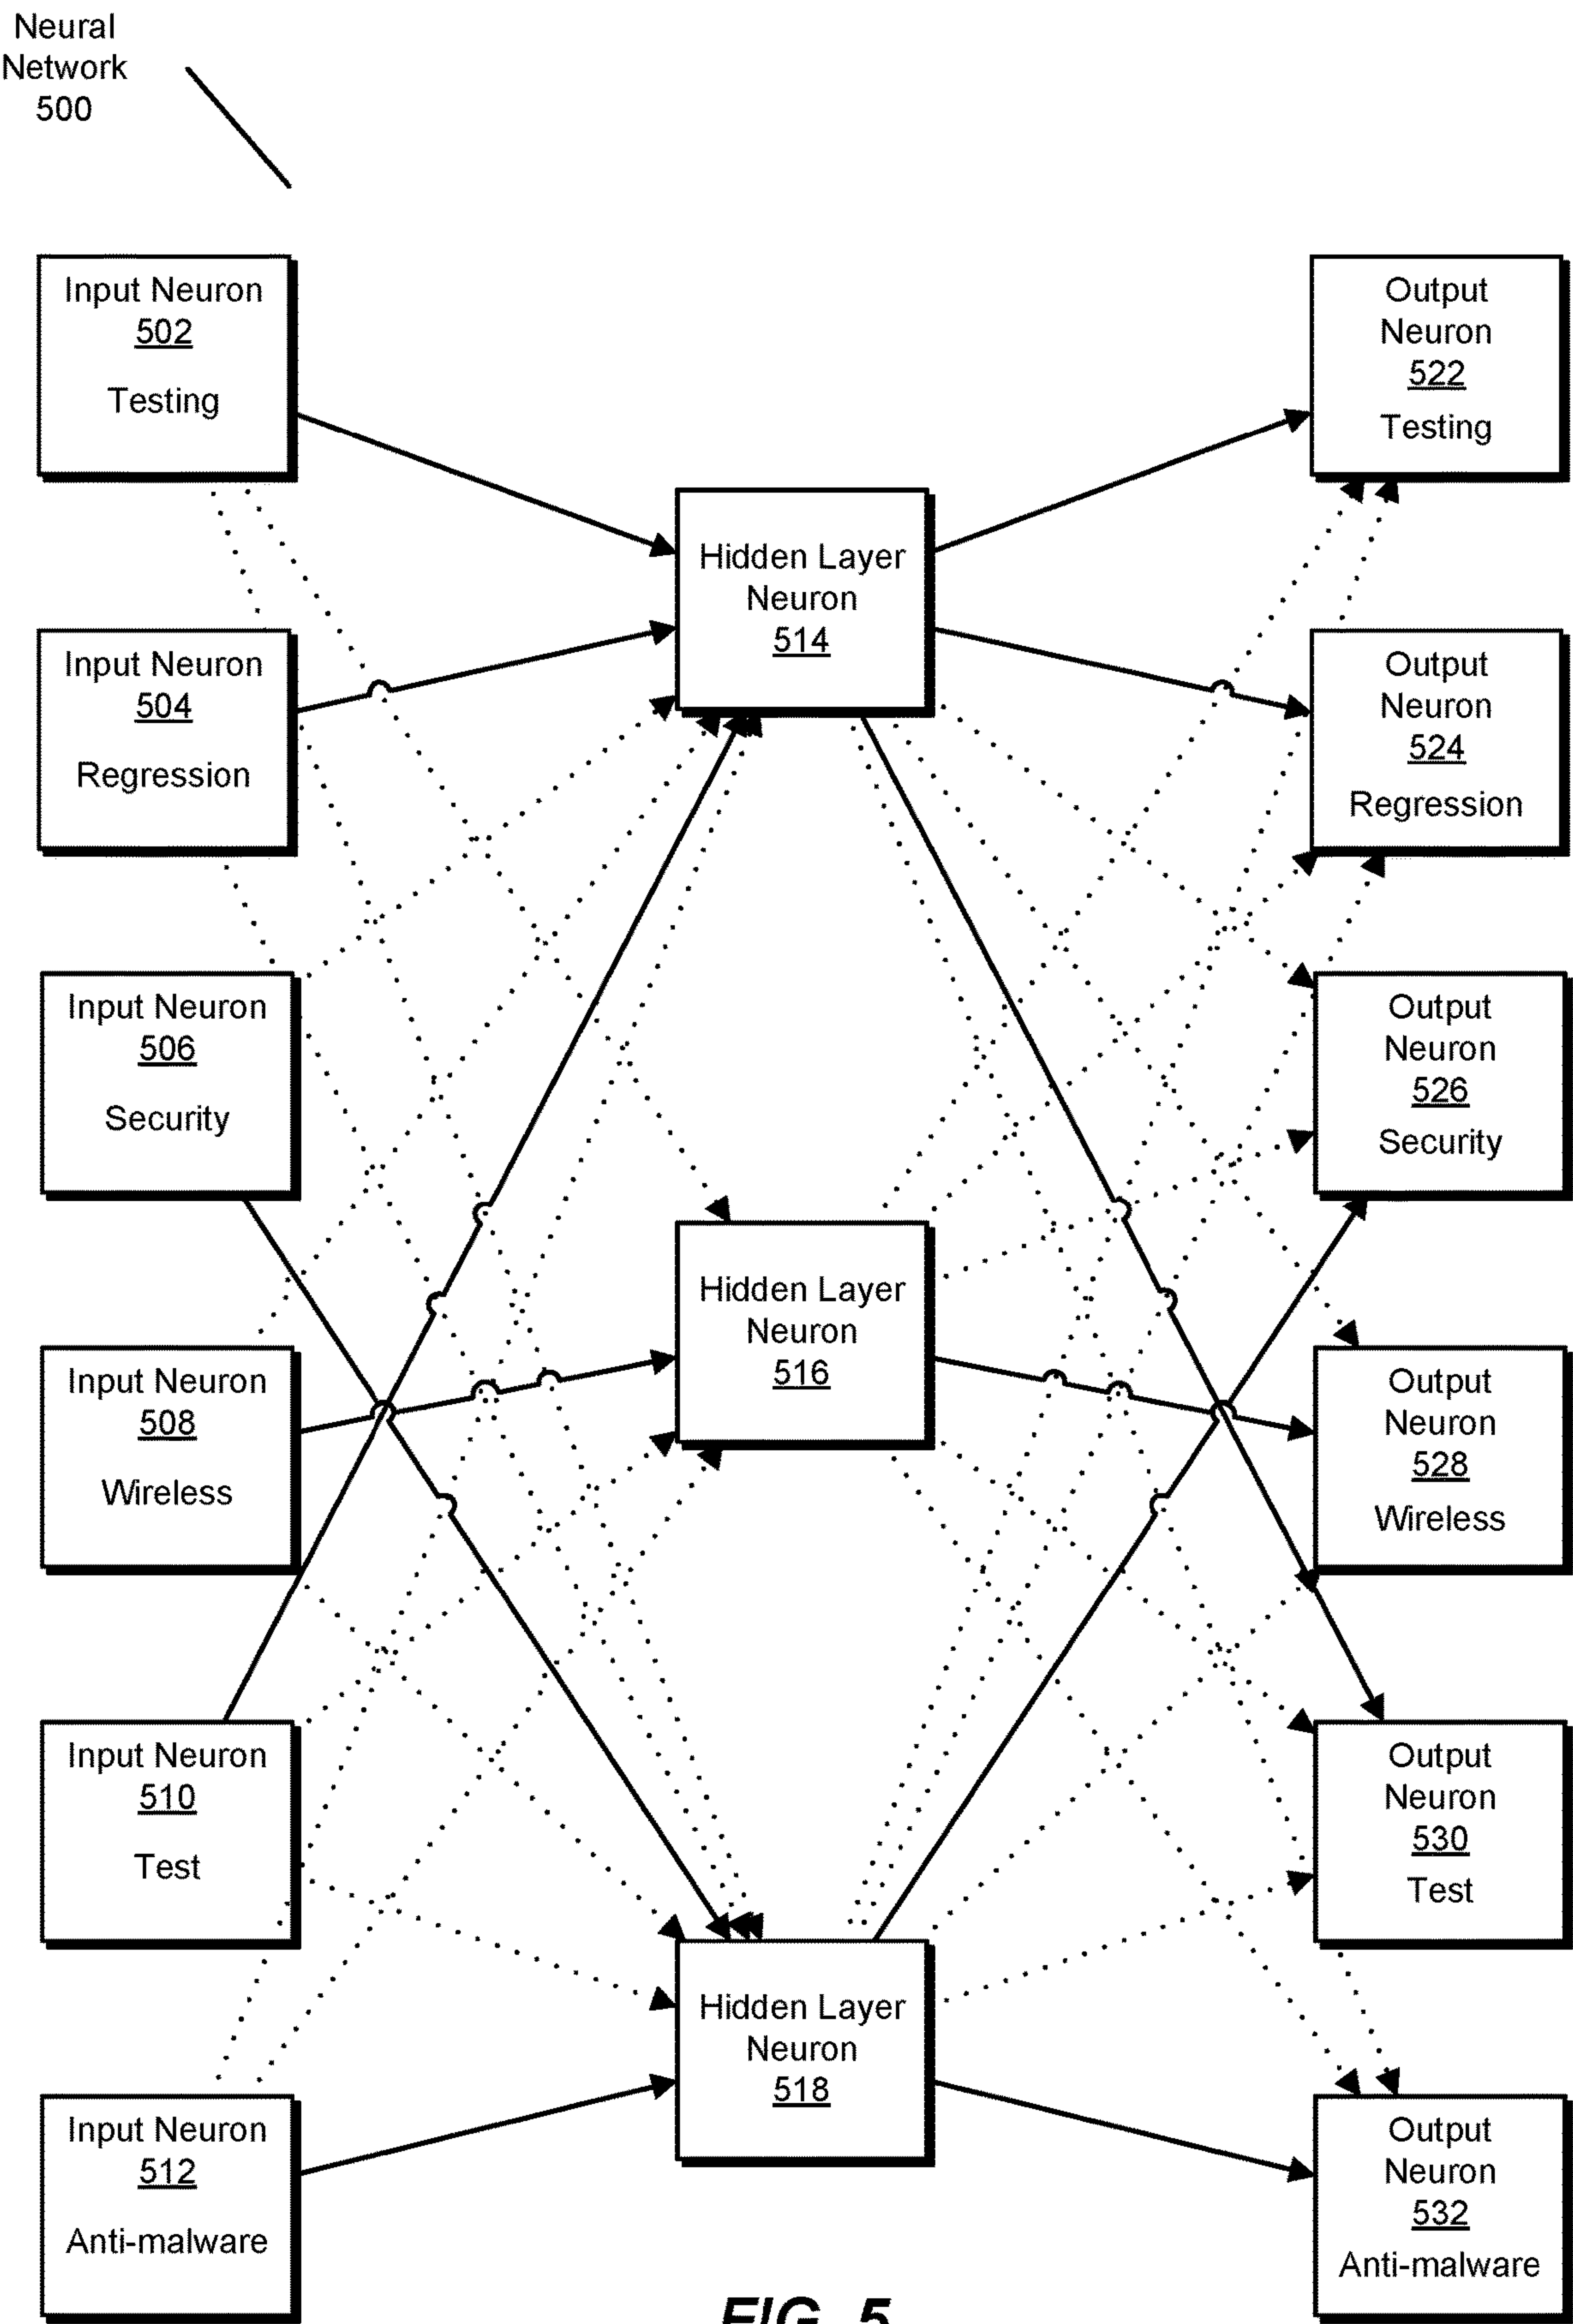 Neural
Network
500
Input Neuron
502
Testing
Input Neuron
504
Regression
Input Neuron
506
Security
Input Neuron
508
Wireless
Input Neuron
510
Test
Input Neuron
512
Anti-malware
Hidden Layer
Neuron
514
Hidden Layer
Neuron
516
Hidden Layer
Neuron
518
Output
Neuron
522
Testing
Output
Neuron
524
Regression
Output
Neuron
526
Security
Output
Neuron
528
Wireless
Output
Neuron
530
Test
Output
Neuron
532
Anti-malware
FIG. 5